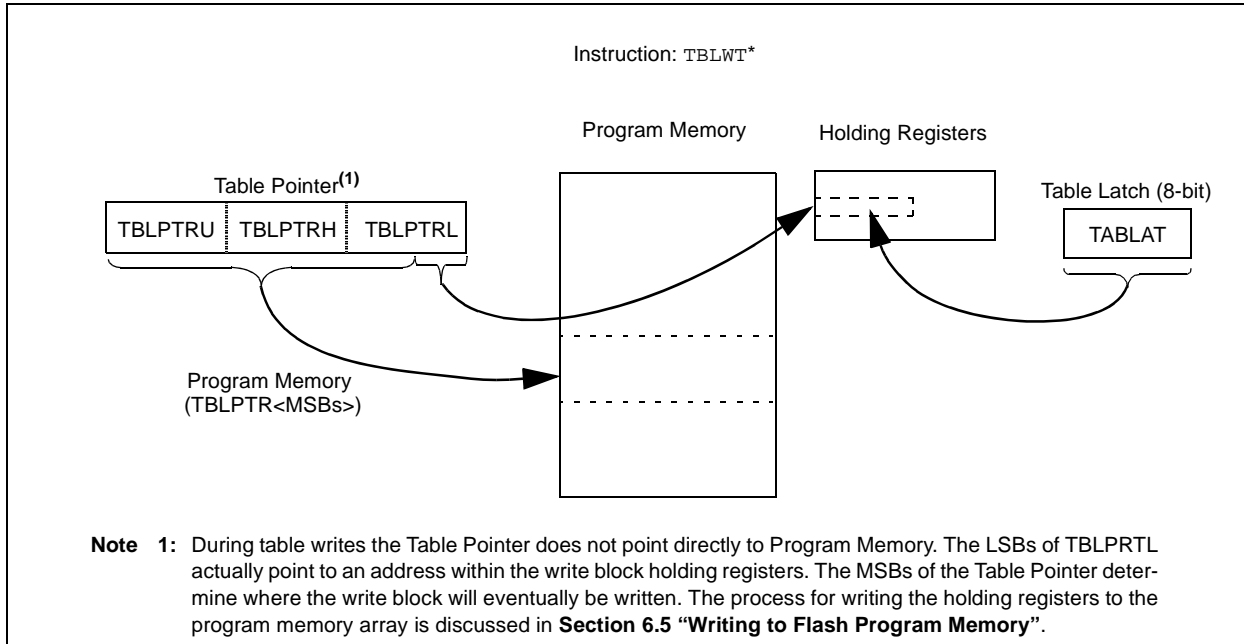 Instruction: TBLWT*
Program Memory
Holding Registers
Table Pointer(1)
Table Latch (8-bit)
TBLPTRU TBLPTRH TBLPTRL
TABLAT
Program Memory
(TBLPTR<MSBs>)
Note 1: During table writes the Table Pointer does not point directly to Program Memory. The LSBs of TBLPRTL
actually point to an address within the write block holding registers. The MSBs of the Table Pointer deter-
mine where the write block will eventually be written. The process for writing the holding registers to the
program memory array is discussed in Section 6.5 “Writing to Flash Program Memory”.